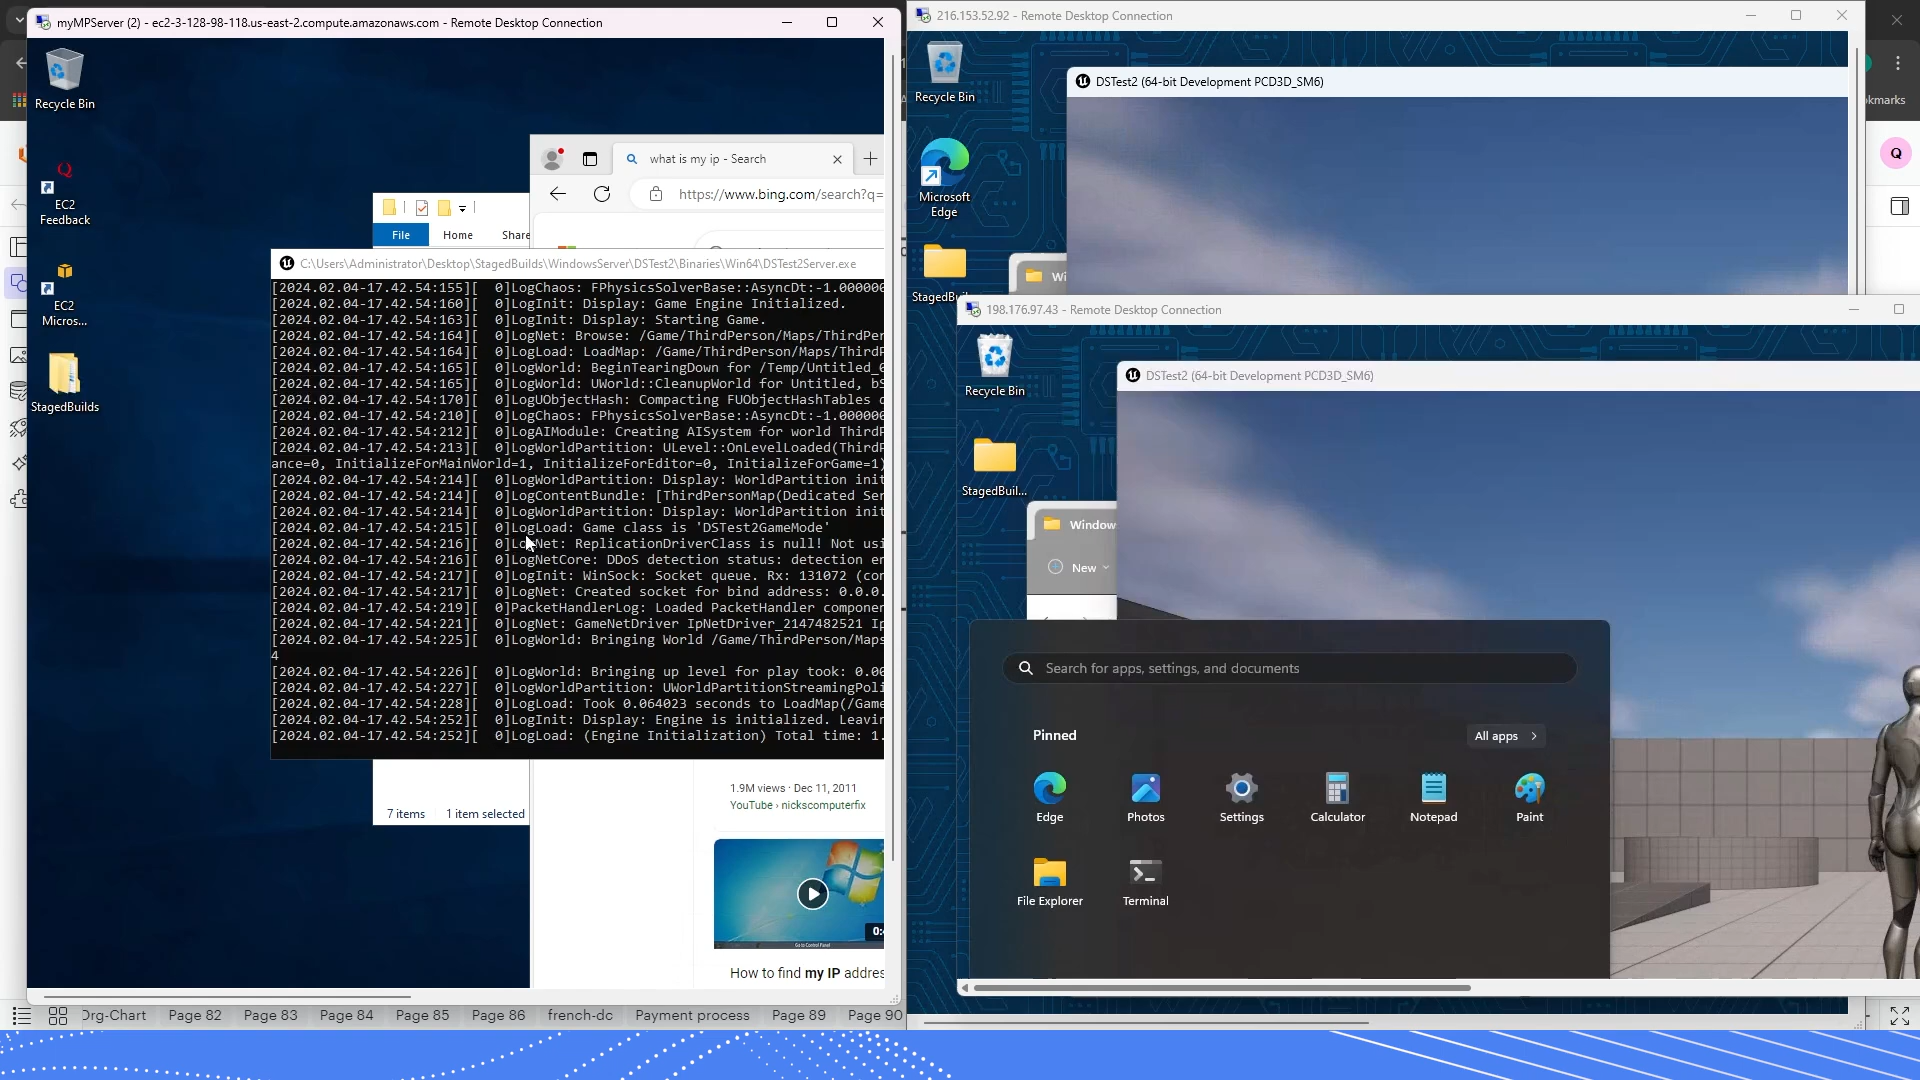 myMPServer (2) - ec2-3-128-98-118.us-east-2.compute.amazonaws.com - Remote Desktop Connection
Recycle Bin
EC2
Feedback
EC2
Micros...
StagedBuilds
what is my ip - Search
https://www.bing.com/search?q=
File
Home
Share
C:\Users\Administrator\Desktop\StagedBuilds\WindowsServer\DSTest2\Binaries\Win64\DSTest2Server.exe
[2024.02.04-17.42.54:155][ 0]LogChaos: FPhysicsSolverBase::AsyncDt:-1.000000
[2024.02.04-17.42.54:160][ 0]LogInit: Display: Game Engine Initialized.
[2024.02.04-17.42.54:163][ 0]LogInit: Display: Starting Game.
[2024.02.04-17.42.54:164][ 0]LogNet: Browse: /Game/ThirdPerson/Maps/ThirdPer
[2024.02.04-17.42.54:164][ 0]LogLoad: LoadMap: /Game/ThirdPerson/Maps/ThirdP
[2024.02.04-17.42.54:165][ 0]LogWorld: BeginTearingDown for /Temp/Untitled_0
[2024.02.04-17.42.54:165][ 0]LogWorld: UWorld::CleanupWorld for Untitled, bS
[2024.02.04-17.42.54:170][ 0]LogUObjectHash: Compacting FUObjectHashTables
[2024.02.04-17.42.54:210][ 0]LogChaos: FPhysicsSolverBase::AsyncDt:-1.000000
[2024.02.04-17.42.54:212][ 0]LogAIModule: Creating AISystem for world ThirdP
[2024.02.04-17.42.54:213][ 0]LogWorldPartition: ULevel::OnLevelLoaded(ThirdP
ance=0, InitializeForMainWorld=1, InitializeForEditor=0, InitializeForGame=1)
[2024.02.04-17.42.54:214][ 0]LogWorldPartition: Display: WorldPartition init
[2024.02.04-17.42.54:214][ 0]LogContentBundle: [ThirdPersonMap(Dedicated Ser
[2024.02.04-17.42.54:214][ 0]LogWorldPartition: Display: WorldPartition init
[2024.02.04-17.42.54:215][ 0]LogLoad: Game class is 'DSTest2GameMode'
[2024.02.04-17.42.54:216][ 0]LogNet: ReplicationDriverClass is null! Not usi
[2024.02.04-17.42.54:216][ 0]LogNetCore: DDoS detection status: detection en
[2024.02.04-17.42.54:217][ 0]LogInit: WinSock: Socket queue. Rx: 131072 (con
[2024.02.04-17.42.54:217][ 0]LogNet: Created socket for bind address: 0.0.0.
[2024.02.04-17.42.54:219][ 0]PacketHandlerLog: Loaded PacketHandler componen
[2024.02.04-17.42.54:221][ 0]LogNet: GameNetDriver IpNetDriver_2147482521 Ip
[2024.02.04-17.42.54:225][ 0]LogWorld: Bringing World /Game/ThirdPerson/Maps
4
[2024.02.04-17.42.54:226][ 0]LogWorld: Bringing up level for play took: 0.00
[2024.02.04-17.42.54:227][ 0]LogWorldPartition: UWorldPartitionStreamingPoli
[2024.02.04-17.42.54:228][ 0]LogLoad: Took 0.064023 seconds to LoadMap(/Game
[2024.02.04-17.42.54:252][ 0]LogInit: Display: Engine is initialized. Leavin
[2024.02.04-17.42.54:252][ 0]LogLoad: (Engine Initialization) Total time: 1.
7 items
1 item selected
1.9M views · Dec 11, 2011
YouTube › nickscomputerfix
Go to Control Panel
How to find my IP addres
216.153.52.92 - Remote Desktop Connection
Recycle Bin
Microsoft
Edge
DSTest2 (64-bit Development PCD3D_SM6)
Wi
kmarks
Q
198.176.97.43 - Remote Desktop Connection
Recycle Bin
StagedBuil...
DSTest2 (64-bit Development PCD3D_SM6)
Window
New
Search for apps, settings, and documents
Pinned
All apps
Edge
Photos
Settings
Calculator
Notepad
Paint
File Explorer
Terminal
Org-Chart
Page 82
Page 83
Page 84
Page 85
Page 86
french-dc
Payment process
Page 89
Page 90